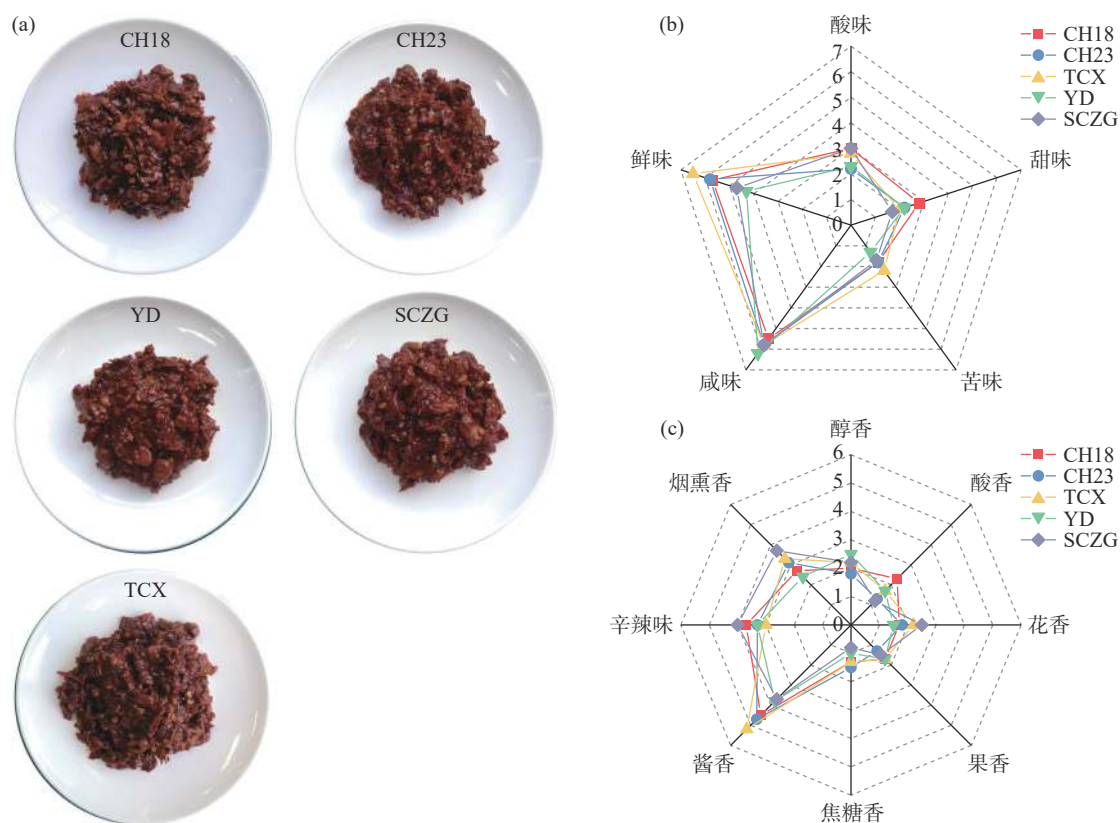 (a)
CH18
CH23
YD
SCZG
TCX
(b)
酸味
7
6
5
4
3
2
1
0
甜味
苦味
咸味
鲜味
CH18
CH23
TCX
YD
SCZG
(c)
醇香
6
5
4
3
2
1
0
酸香
花香
果香
焦糖香
酱香
辛辣味
烟熏香
CH18
CH23
TCX
YD
SCZG